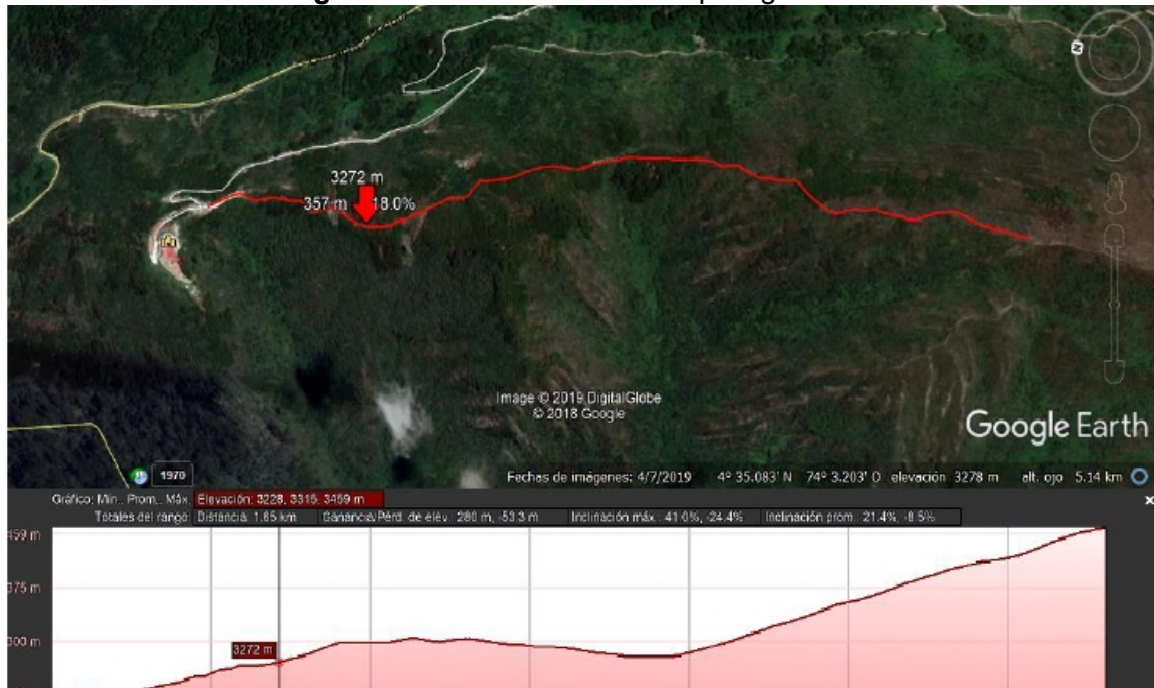 N
3272 m
357 m 18.0%
Image © 2019 DigitalGlobe
© 2018 Google
Google Earth
1970
Fechas de imágenes: 4/7/2019 4° 35.083' N 74° 3.203' O elevación 3278 m alt. ojo 5.14 km
Gráfico: Mín., Prom., Máx. Elevación: 3228, 3315, 3459 m
Totales del rango: Distancia: 1.65 km Ganancia/Pérd. de elev.: 280 m, -53.3 m Inclinación máx.: 41.0%, -24.4% Inclinación prom.: 21.4%, -8.5%
459 m
375 m
300 m
3272 m